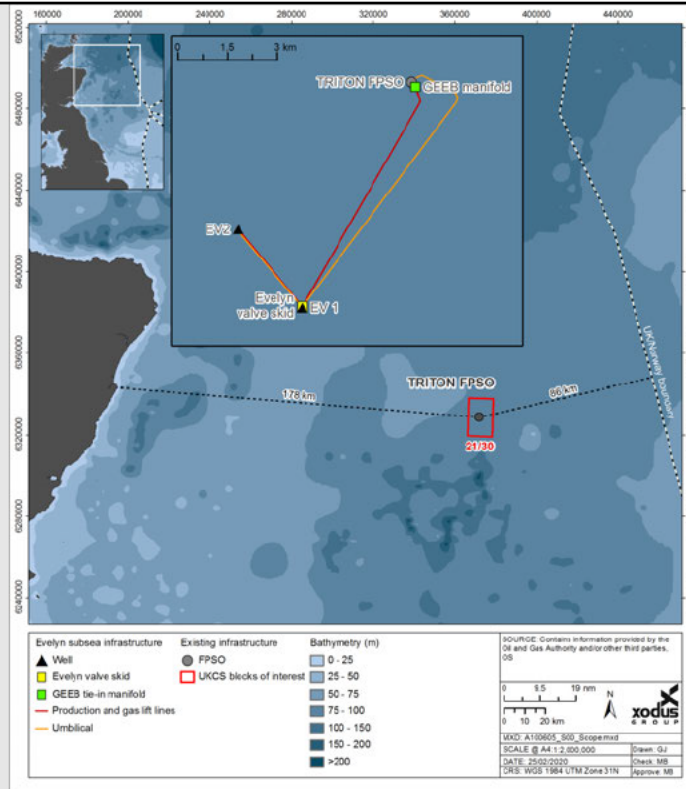 160000 200000 240000 280000 320000 360000 400000 440000
6520000
6480000
6440000
6400000
6360000
6320000
6280000
6240000
0 1.5 3 km
TRITON FPSO
GEEB manifold
EV2
Evelyn
valve skid
EV 1
UK/Norway boundary
TRITON FPSO
178 km
86 km
21/30
Evelyn subsea infrastructure
Well
Evelyn valve skid
GEEB tie-in manifold
Production and gas lift lines
Umbilical
Existing infrastructure
FPSO
UKCS blocks of interest
Bathymetry (m)
0 - 25
25 - 50
50 - 75
75 - 100
100 - 150
150 - 200
>200
SOURCE: Contains information provided by the
Oil and Gas Authority and/or other third parties,
OS
0 9.5 19 nm
0 10 20 km
N
xodus
GROUP
MXD: A100605_S00_Scope.mxd
SCALE @ A4:1:2,000,000
Drawn: GJ
DATE: 25/02/2020
Check: MB
CRS: WGS 1984 UTM Zone 31N
Approve: MB